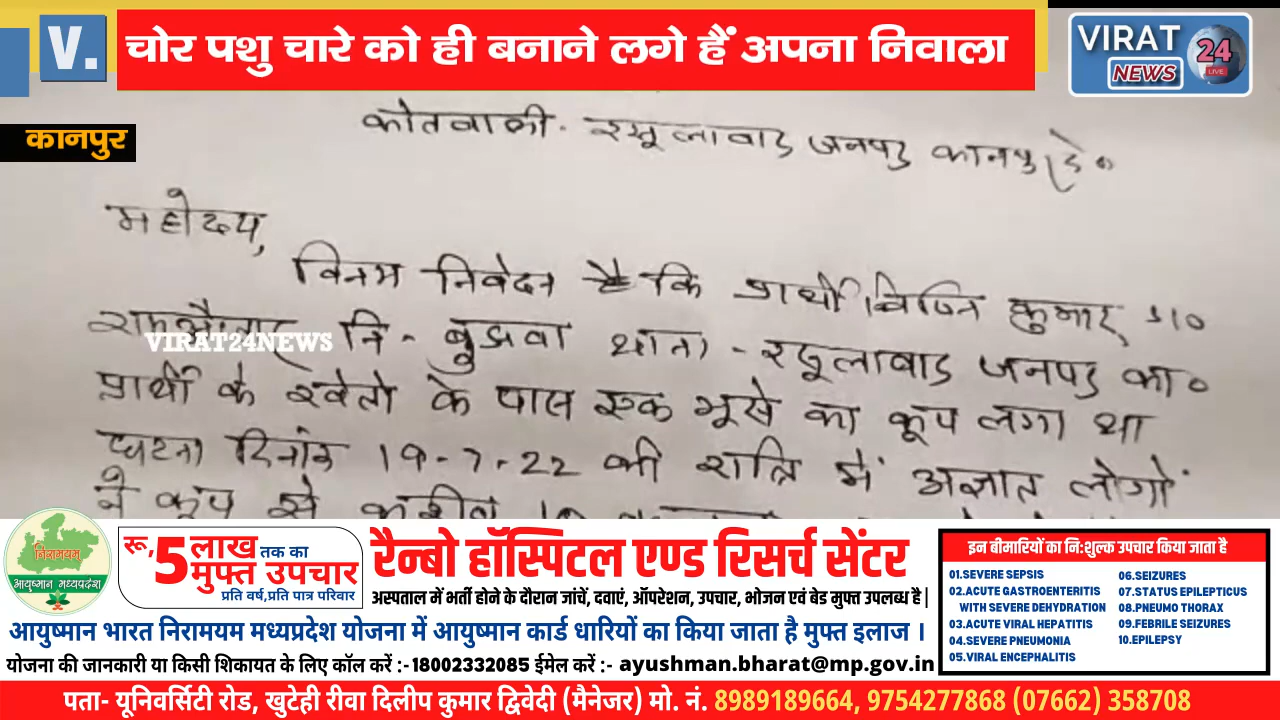 V.
चोर पशु चारे को ही बनाने लगे हैं अपना निवाला
VIRAT
24
NEWS
LIVE
कानपुर
कोतवाली. रसूलाबाद जनपद कानपुर दे०
महोदय,
विनम्र निवेदन है कि प्रार्थी विपिन कुमार S/०
नि - बुझवा थाना - रसूलाबाद जनपद का०
VIRAT24NEWS
प्रार्थी के खेतो के पास एक भूसे का कूप लगा था
घटना दिनांक 19-7-22 की रात्रि में अज्ञात लोगों
ने कूप से करीब
निरामयम्
आयुष्मान मध्यप्रदेश
रू,5 लाख तक का
मुफ्त उपचार
प्रति वर्ष,प्रति पात्र परिवार
रैन्बो हॉस्पिटल एण्ड रिसर्च सेंटर
अस्पताल में भर्ती होने के दौरान जांचें, दवाएं, ऑपरेशन, उपचार, भोजन एवं बेड मुफ्त उपलब्ध है|
आयुष्मान भारत निरामयम मध्यप्रदेश योजना में आयुष्मान कार्ड धारियों का किया जाता है मुफ्त इलाज ।
योजना की जानकारी या किसी शिकायत के लिए कॉल करें :-18002332085 ईमेल करें :- ayushman.bharat@mp.gov.in
इन बीमारियों का नि:शुल्क उपचार किया जाता है
01.SEVERE SEPSIS
02.ACUTE GASTROENTERITIS
WITH SEVERE DEHYDRATION
03.ACUTE VIRAL HEPATITIS
04.SEVERE PNEUMONIA
05.VIRAL ENCEPHALITIS
06.SEIZURES
07.STATUS EPILEPTICUS
08.PNEUMO THORAX
09.FEBRILE SEIZURES
10.EPILEPSY
पता- यूनिवर्सिटी रोड, खुटेही रीवा दिलीप कुमार द्विवेदी (मैनेजर) मो. नं. 8989189664, 9754277868 (07662) 358708